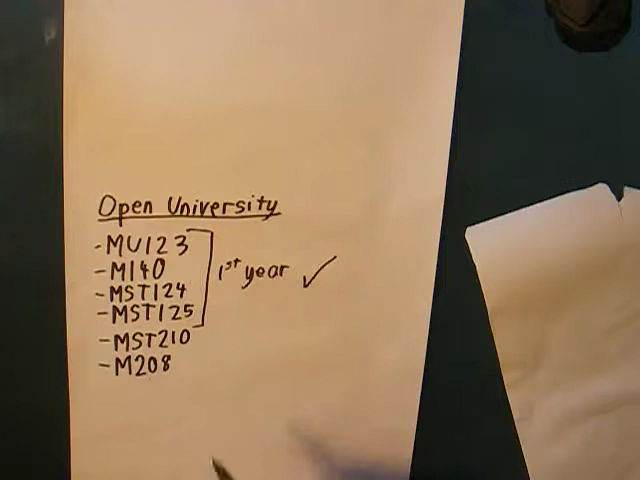 Open University
-MU123
-M140
-MST124
-MST125
1st year ✓
-MST210
-M208